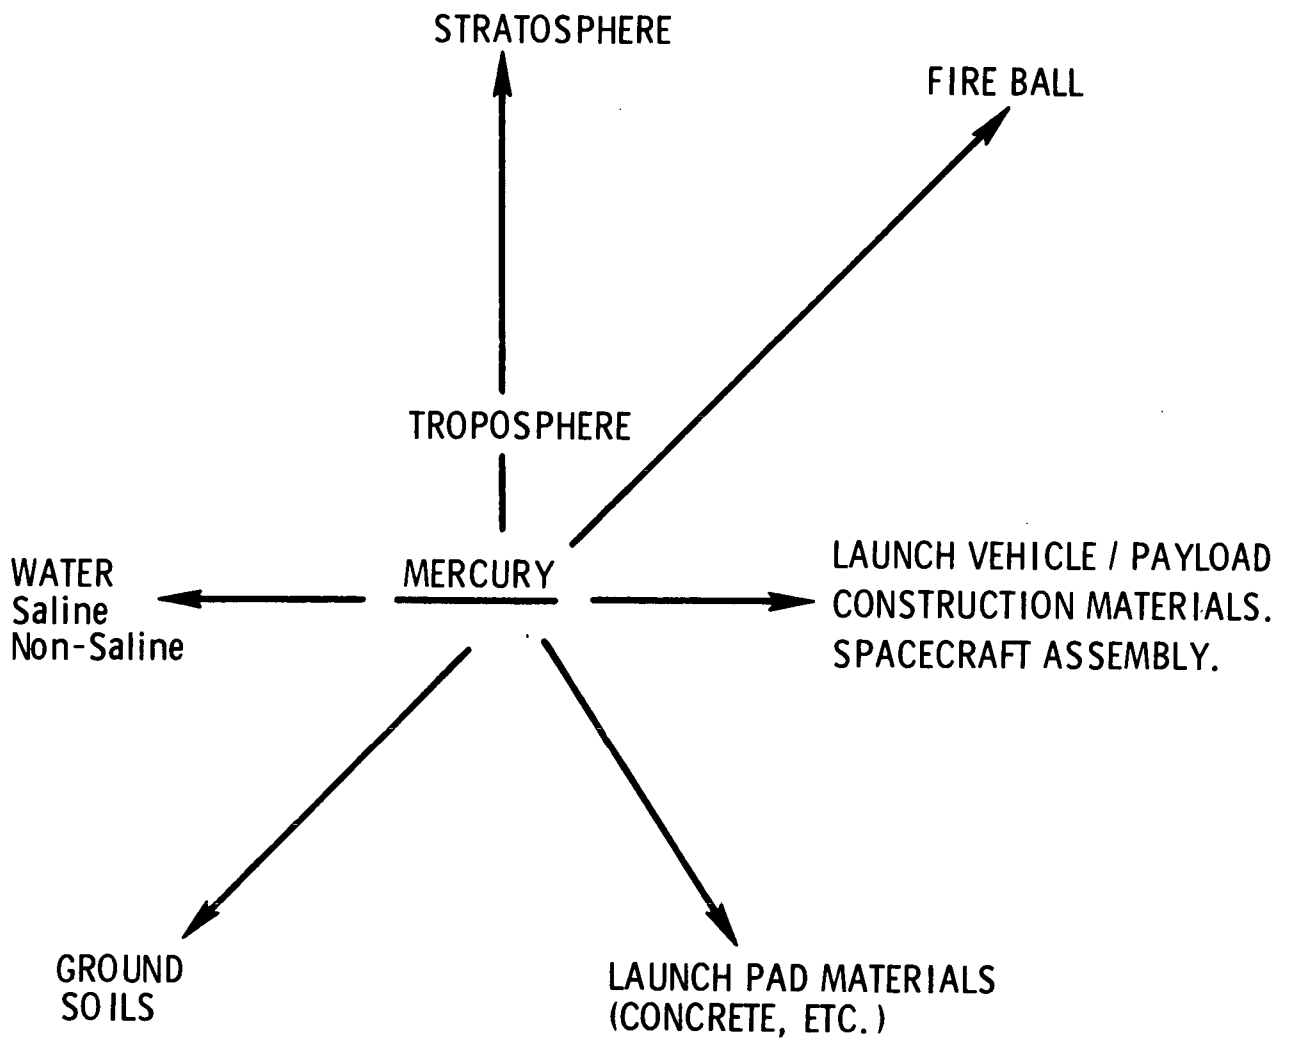 STRATOSPHERE
FIRE BALL
TROPOSPHERE
MERCURY
WATER
Saline
Non-Saline
LAUNCH VEHICLE / PAYLOAD
CONSTRUCTION MATERIALS.
SPACECRAFT ASSEMBLY.
GROUND
SOILS
LAUNCH PAD MATERIALS
(CONCRETE, ETC.)